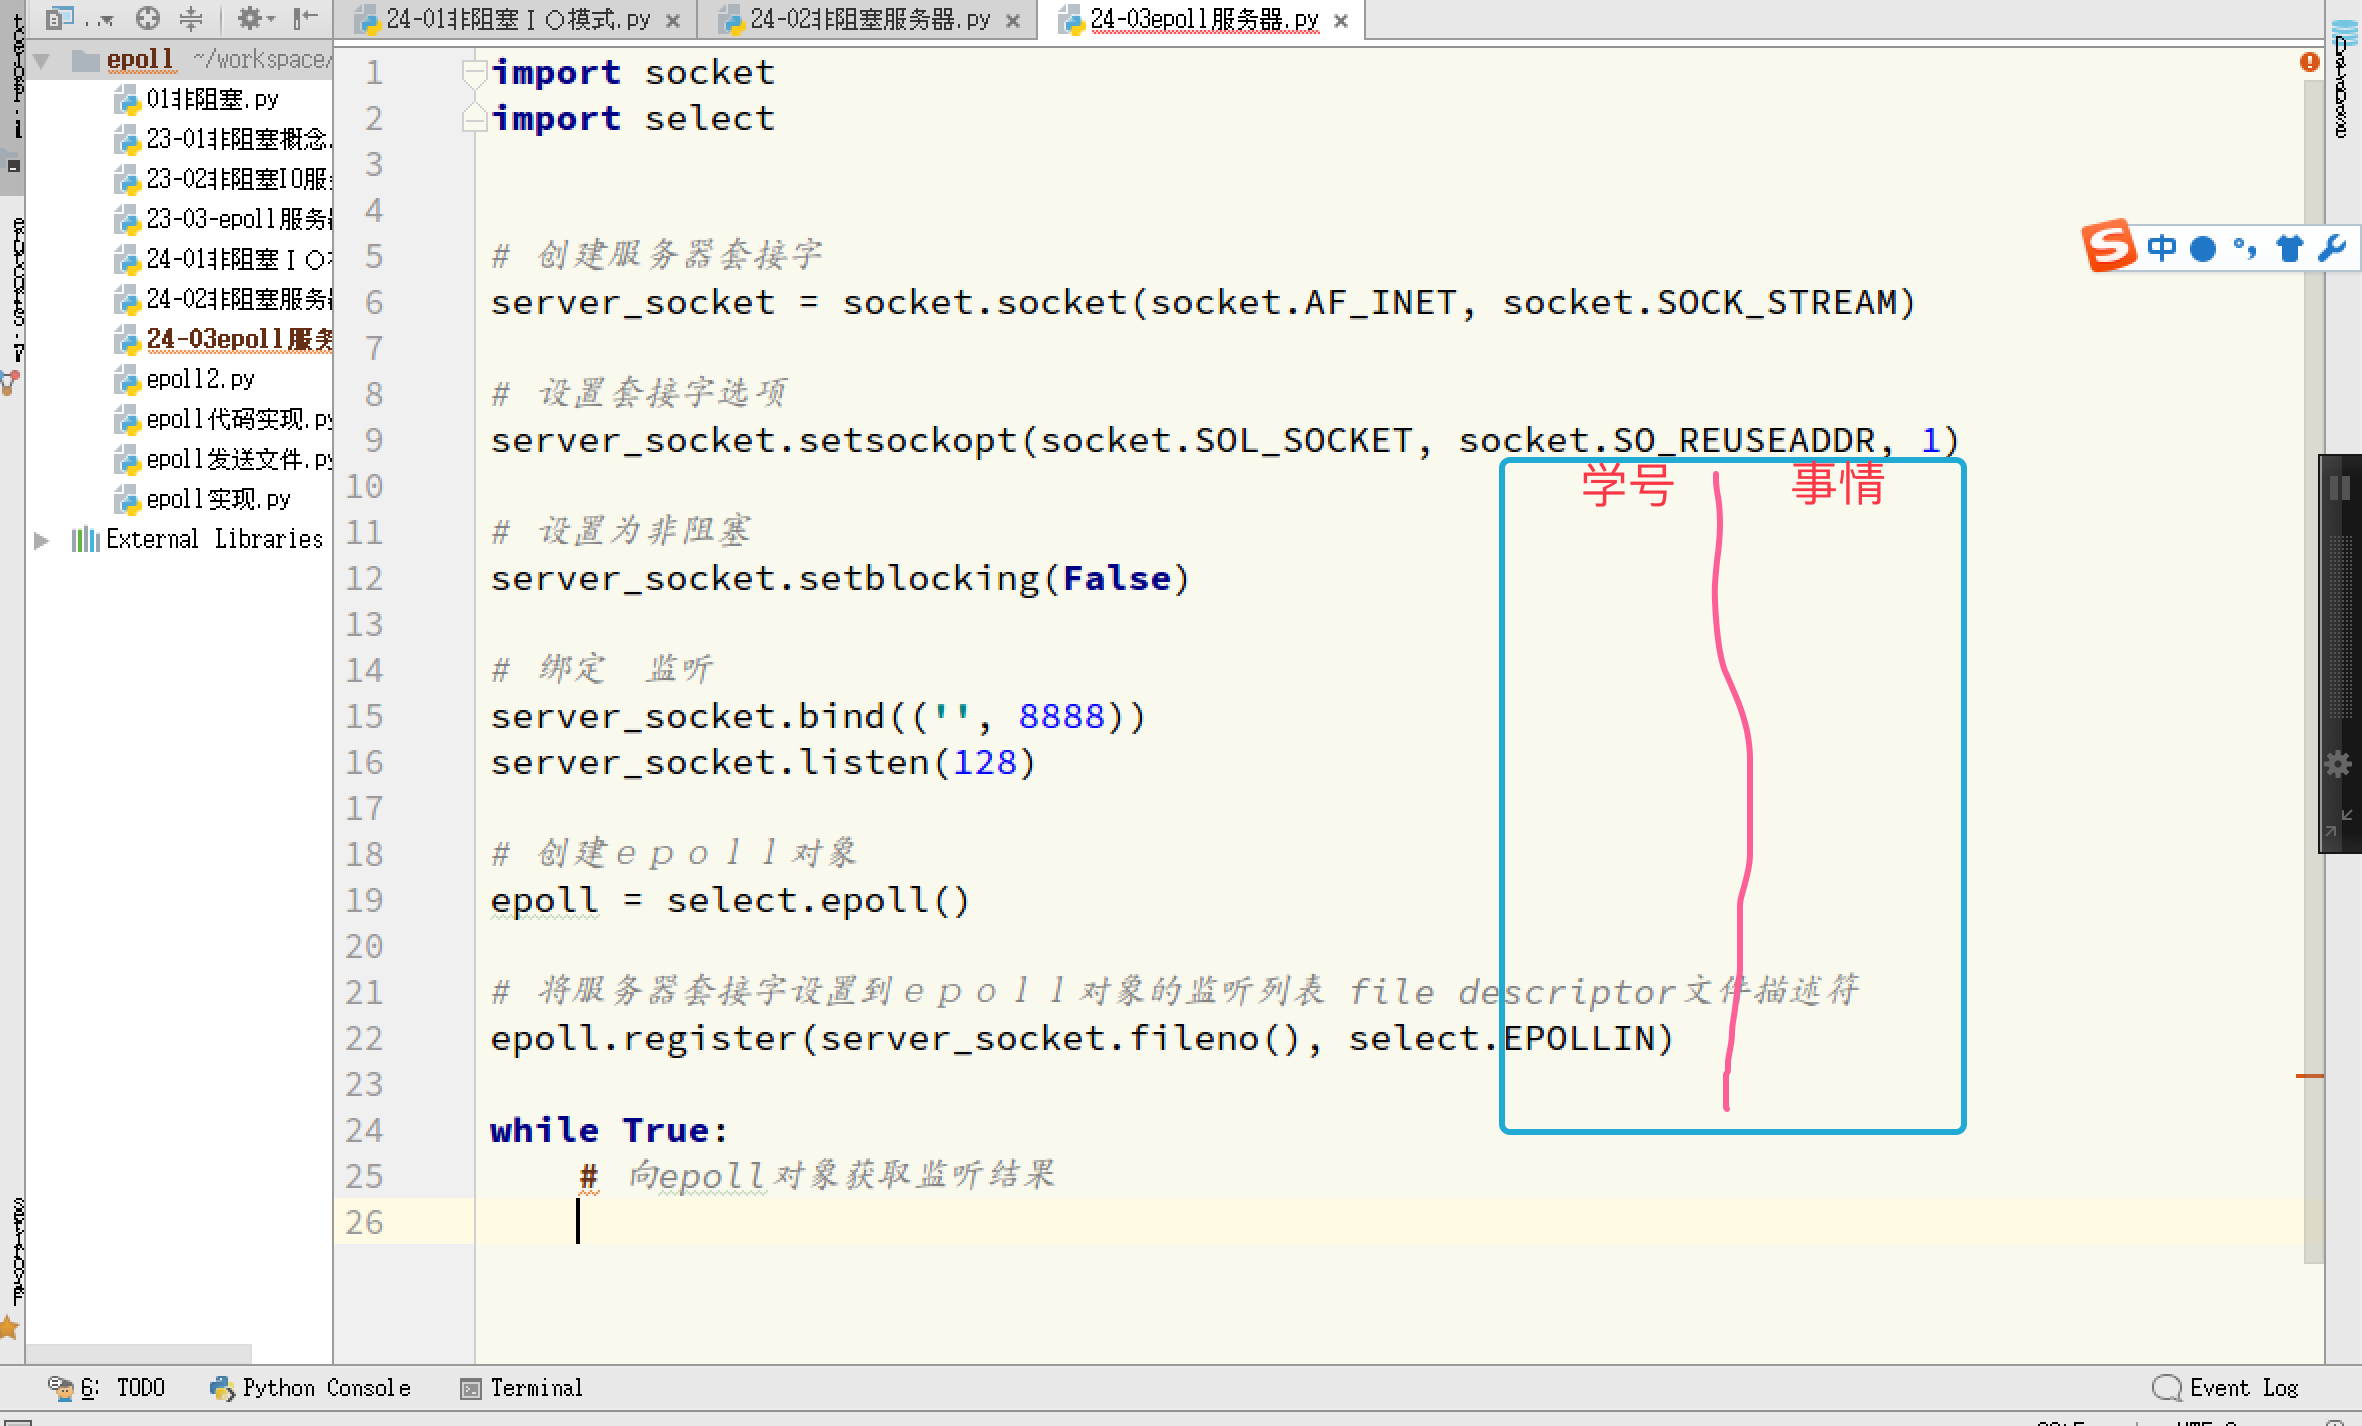 24-01非阻塞ＩＯ模式.py
24-02非阻塞服务器.py
24-03epoll服务器.py
epoll ~/workspace/
01非阻塞.py
23-01非阻塞概念.
23-02非阻塞IO服
23-03-epoll服务
24-01非阻塞ＩＯ
24-02非阻塞服务
24-03epoll服务
epoll2.py
epoll代码实现.py
epoll发送文件.py
epoll实现.py
External Libraries
1 import socket
2 import select
3
4
5 # 创建服务器套接字
6 server_socket = socket.socket(socket.AF_INET, socket.SOCK_STREAM)
7
8 # 设置套接字选项
9 server_socket.setsockopt(socket.SOL_SOCKET, socket.SO_REUSEADDR, 1)
学号 事情
10
11 # 设置为非阻塞
12 server_socket.setblocking(False)
13
14 # 绑定 监听
15 server_socket.bind(('', 8888))
16 server_socket.listen(128)
17
18 # 创建ｅｐｏｌｌ对象
19 epoll = select.epoll()
20
21 # 将服务器套接字设置到ｅｐｏｌｌ对象的监听列表 file descriptor文件描述符
22 epoll.register(server_socket.fileno(), select.EPOLLIN)
23
24 while True:
25 # 向epoll对象获取监听结果
26
中
Database
6: TODO
Python Console
Terminal
Event Log